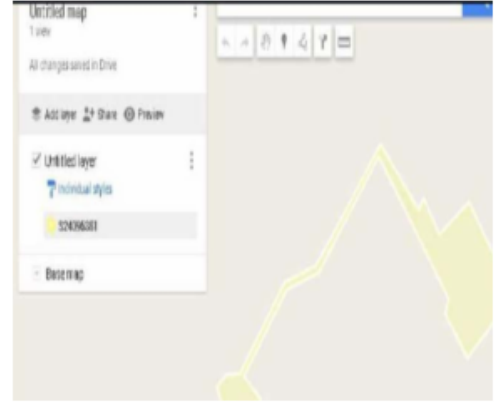 Untitled map
1 view
All changes saved in Drive
Add layer Share Preview
Untitled layer
Individual styles
524096381
Base map